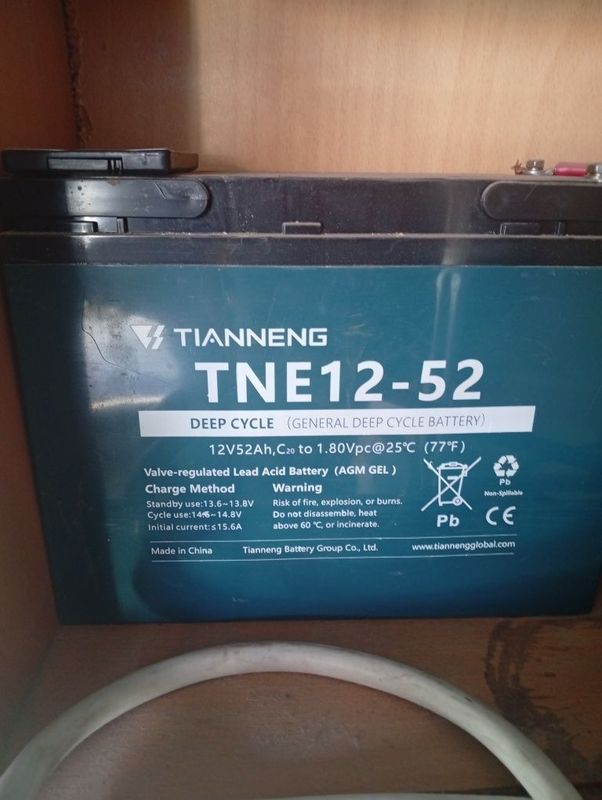 TIANNENG
TNE12-52
DEEP CYCLE (GENERAL DEEP CYCLE BATTERY)
12V52Ah,C20 to 1.80Vpc@25℃ (77℉)
Valve-regulated Lead Acid Battery (AGM GEL )
Charge Method
Standby use:13.6~13.8V
Cycle use:14.6~14.8V
Initial current:≤15.6A
Warning
Risk of fire, explosion, or burns.
Do not disassemble, heat
above 60 ℃, or incinerate.
Pb
Pb
Non-Spillable
CE
Made in China
Tianneng Battery Group Co., Ltd.
www.tianneng​global.com